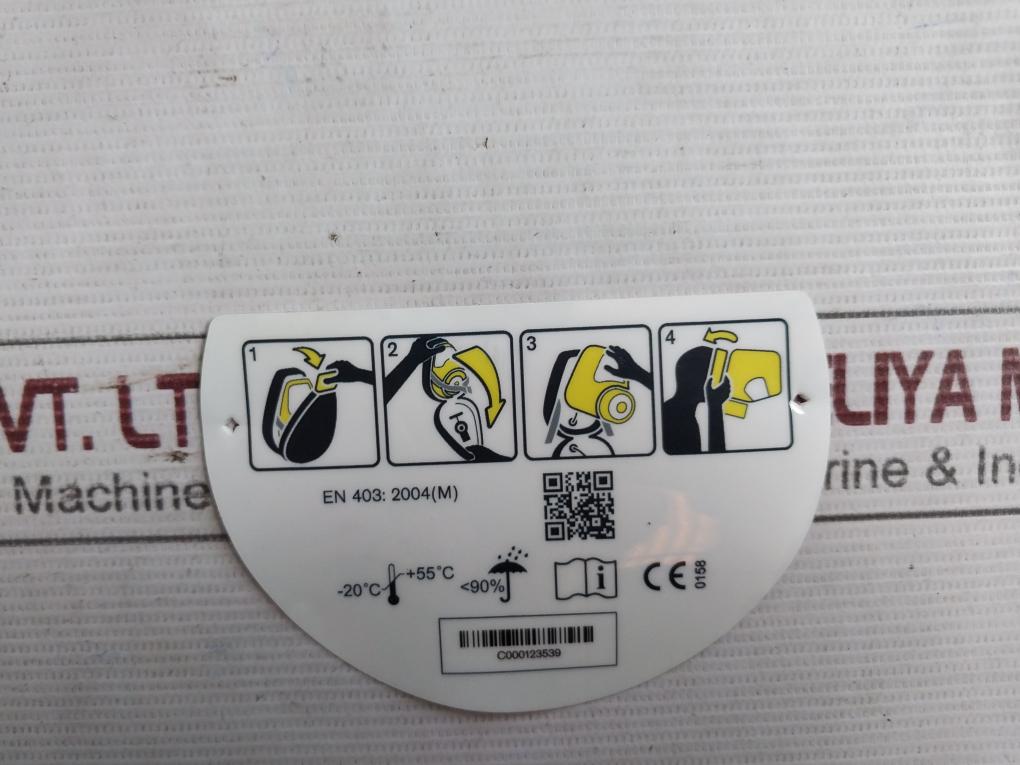 1 2 3 4
VT. LT LIYA M
Machine rine & In
EN 403: 2004(M)
-20°C +55°C <90% i CE 0158
C000123539